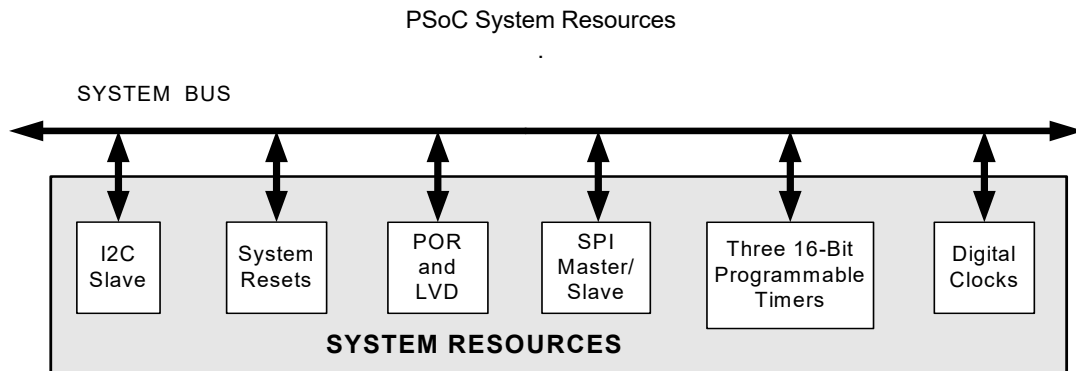 PSoC System Resources
.
SYSTEM BUS
I2C
Slave
System
Resets
POR
and
LVD
SPI
Master/
Slave
Three 16-Bit
Programmable
Timers
Digital
Clocks
SYSTEM RESOURCES